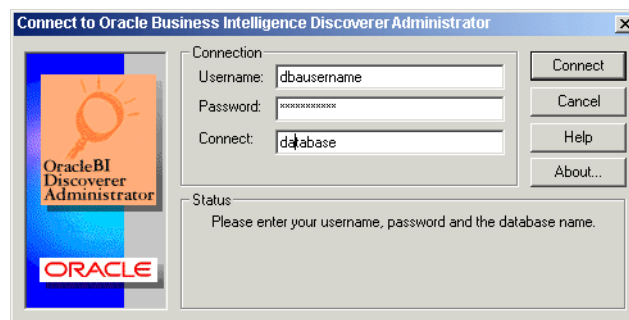 Connect to Oracle Business Intelligence Discoverer Administrator
Connection
Username: dbausername
Password: ***********
Connect: database
Connect
Cancel
Help
About...
OracleBI
Discoverer
Administrator
ORACLE
Status
Please enter your username, password and the database name.